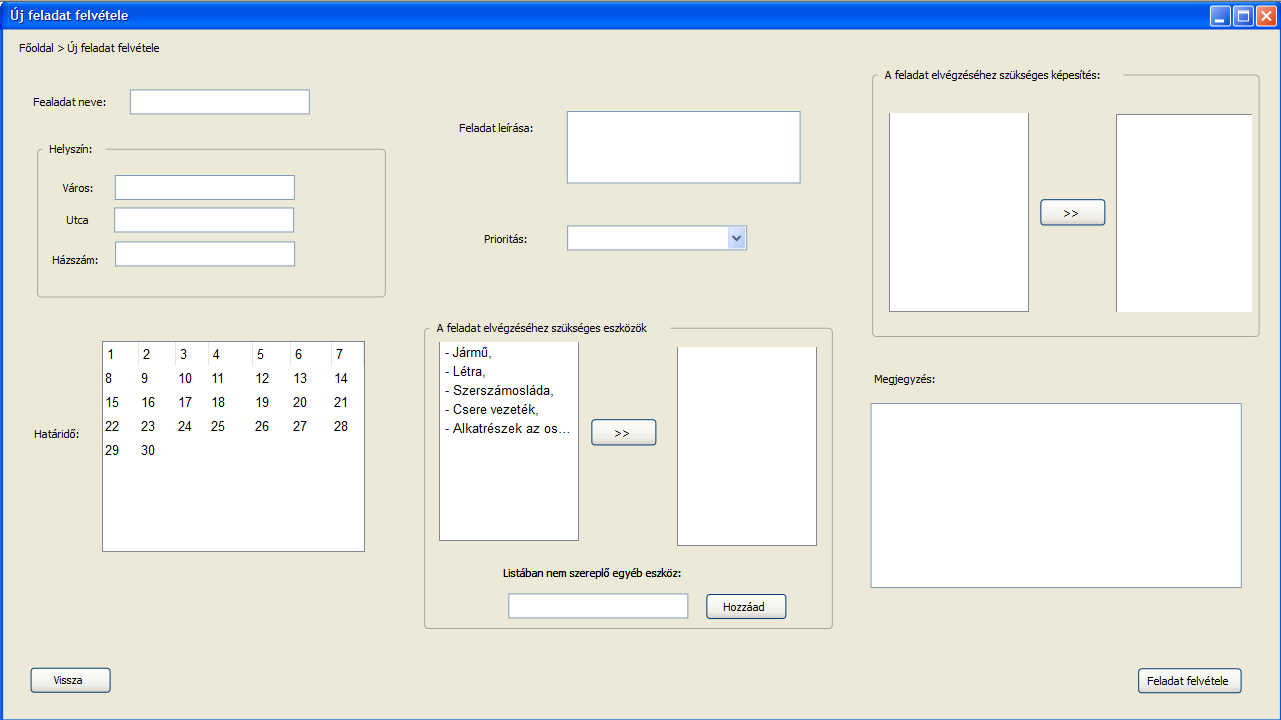 Új feladat felvétele
Főoldal > Új feladat felvétele
Fealadat neve:
Helyszín:
Város:
Utca
Házszám:
Határidő:
1 2 3 4 5 6 7
8 9 10 11 12 13 14
15 16 17 18 19 20 21
22 23 24 25 26 27 28
29 30
Feladat leírása:
Prioritás:
A feladat elvégzéséhez szükséges eszközök
- Jármű,
- Létra,
- Szerszámosláda,
- Csere vezeték,
- Alkatrészek az os...
>>
Listában nem szereplő egyéb eszköz:
Hozzáad
A feladat elvégzéséhez szükséges képesítés:
>>
Megjegyzés:
Vissza
Feladat felvétele